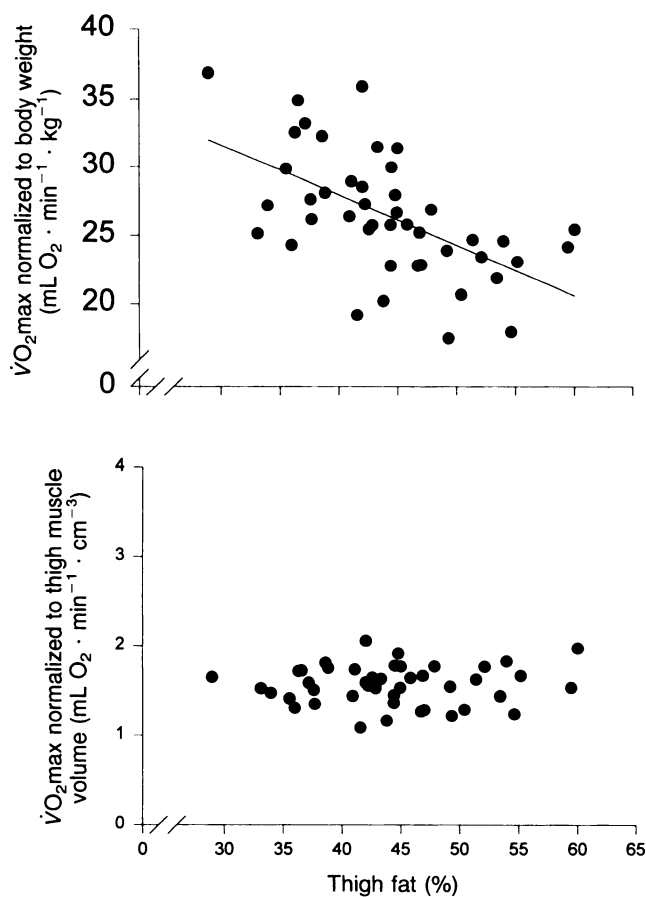 V̇O₂max normalized to body weight
(mL O₂ · min⁻¹ · kg⁻¹)
40
35
30
25
20
0
V̇O₂max normalized to thigh muscle
volume (mL O₂ · min⁻¹ · cm⁻³)
4
3
2
1
0
0 30 35 40 45 50 55 60 65
Thigh fat (%)